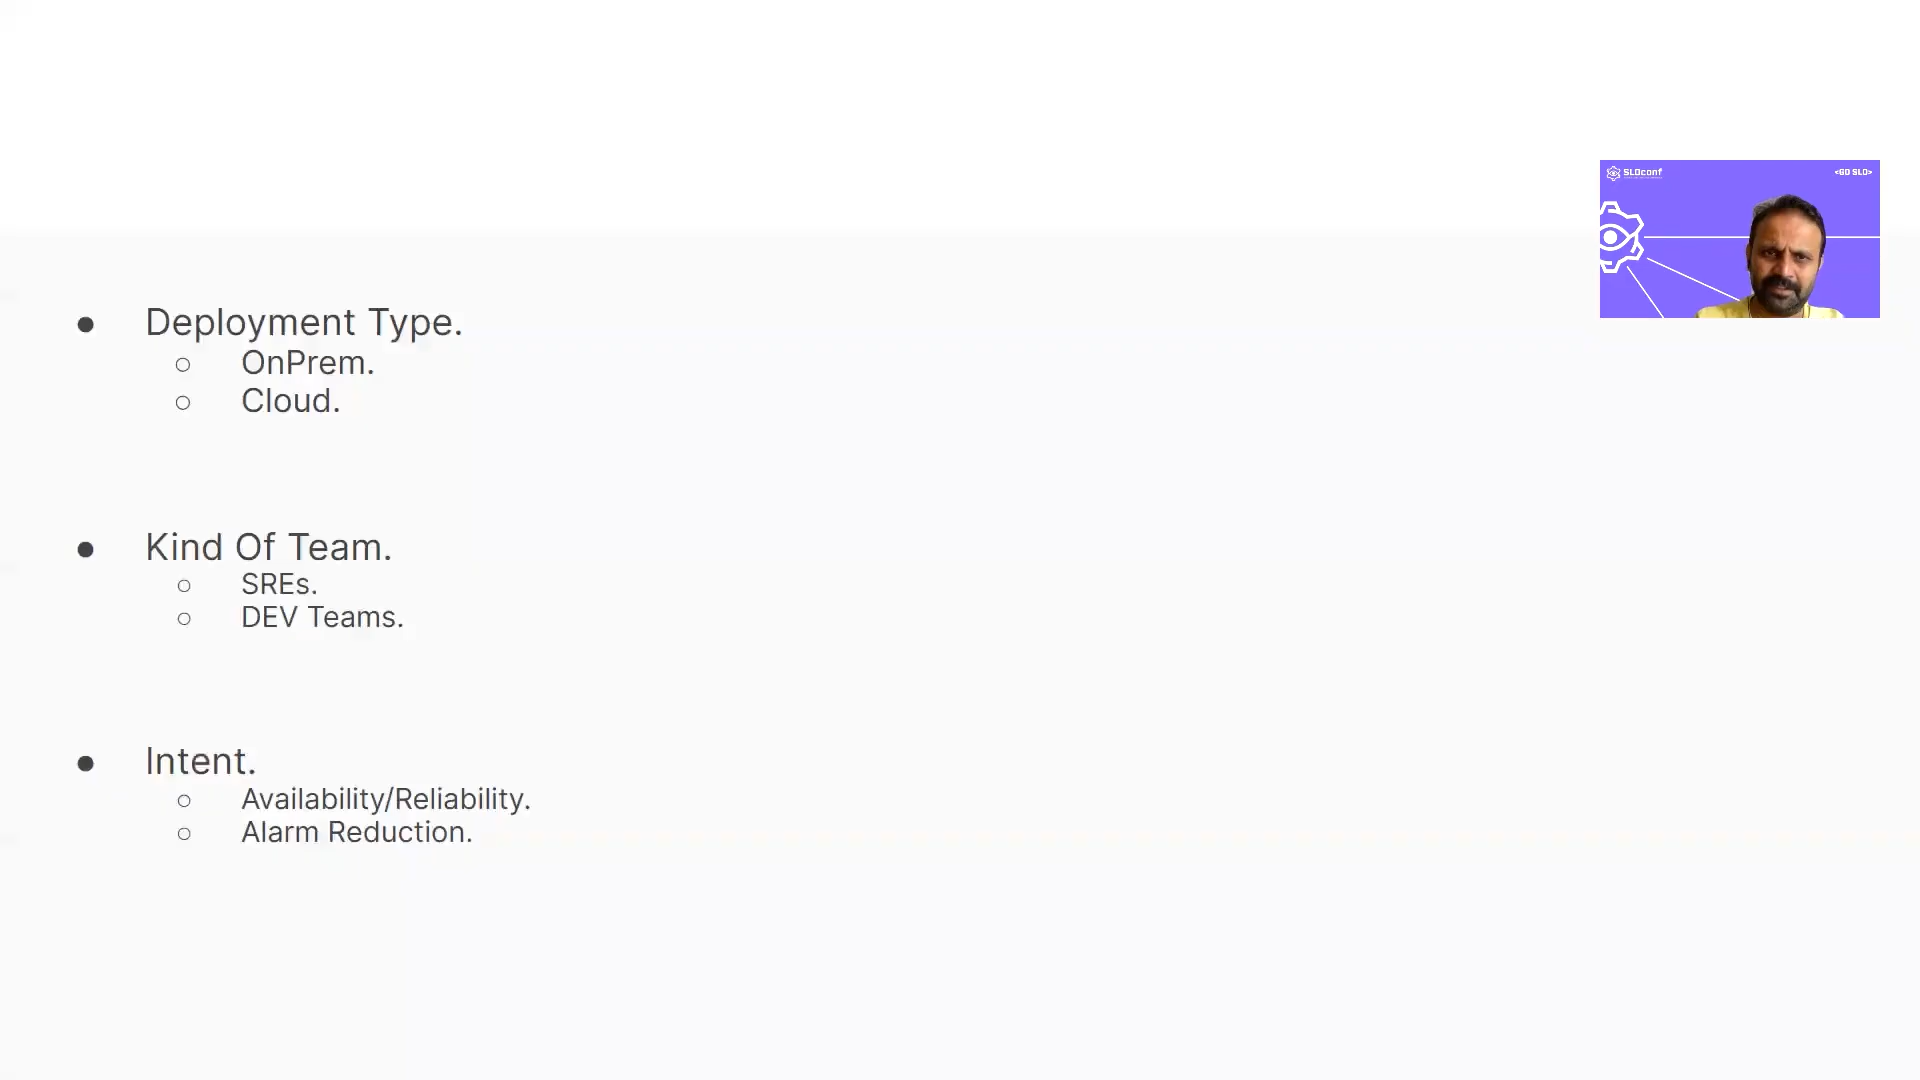 SLOconf
<GO SLO>
● Deployment Type.
○ OnPrem.
○ Cloud.
● Kind Of Team.
○ SREs.
○ DEV Teams.
● Intent.
○ Availability/Reliability.
○ Alarm Reduction.